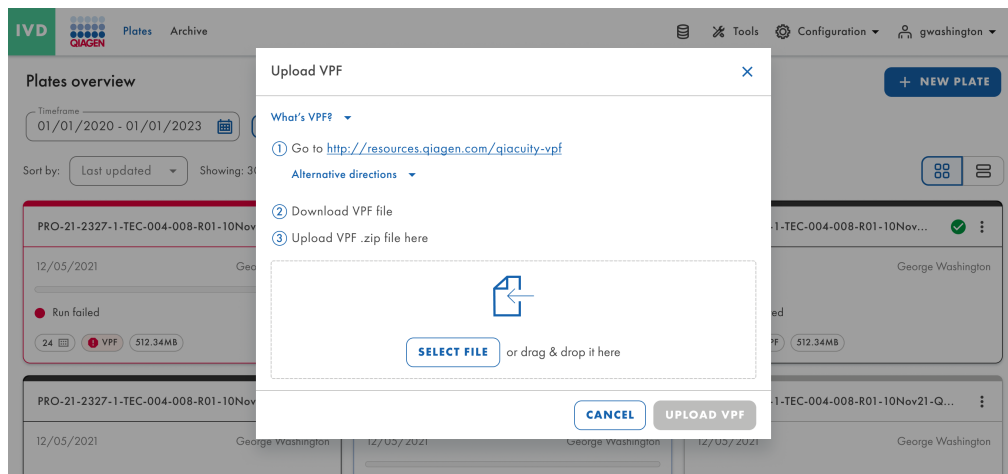 IVD
QIAGEN
Plates
Archive
Tools
Configuration
gwashington
Plates overview
+ NEW PLATE
Timeframe
01/01/2020 - 01/01/2023
Sort by:
Last updated
Showing:
Upload VPF
What's VPF?
1 Go to http://resources.qiagen.com/qiacuity-vpf
Alternative directions
2 Download VPF file
3 Upload VPF .zip file here
SELECT FILE or drag & drop it here
CANCEL
UPLOAD VPF
PRO-21-2327-1-TEC-004-008-R01-10Nov
12/05/2021
Run failed
24
VPF
512.34MB
-1-TEC-004-008-R01-10Nov...
George Washington
512.34MB
PRO-21-2327-1-TEC-004-008-R01-10Nov
12/05/2021 George Washington
12/05/2021 George Washington
-1-TEC-004-008-R01-10Nov21-Q...
12/05/2021 George Washington